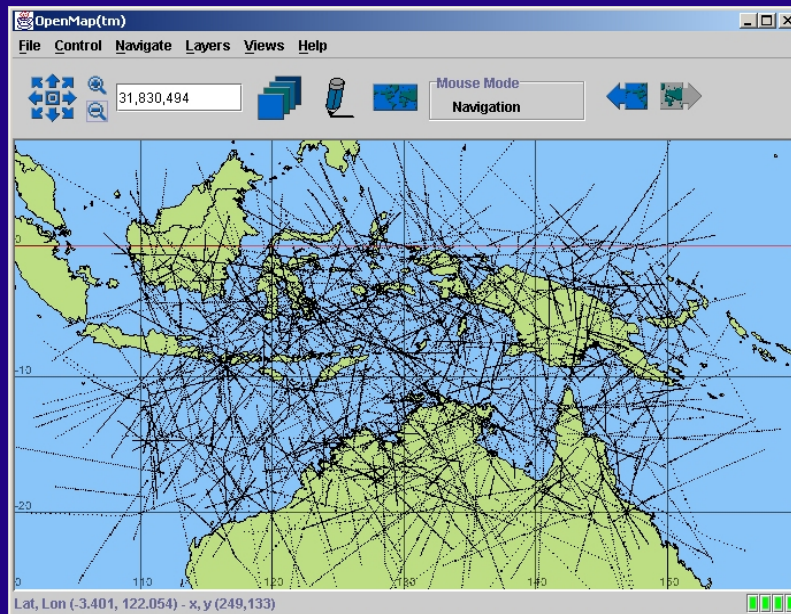 OpenMap(tm)
File Control Navigate Layers Views Help
31,830,494
Mouse Mode
Navigation
0
-10
-20
0 110 120 130 140 150
Lat, Lon (-3.401, 122.054) - x, y (249,133)